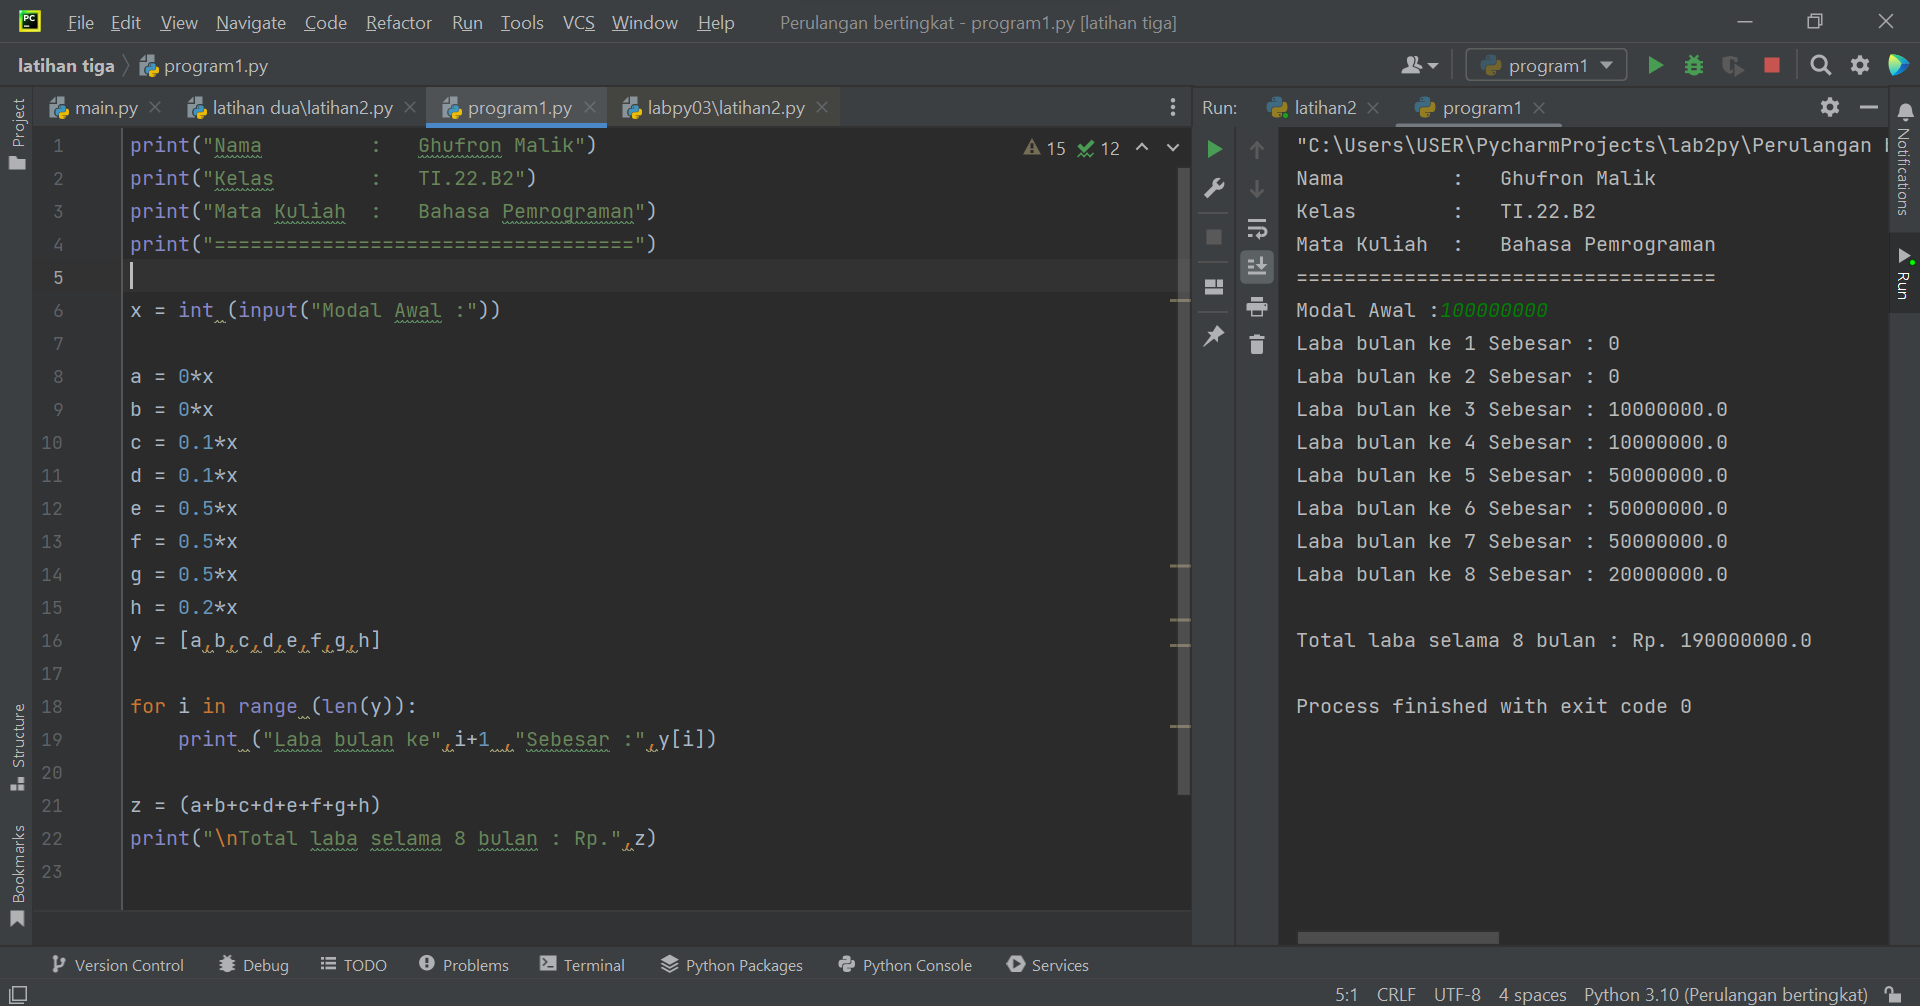 PC File Edit View Navigate Code Refactor Run Tools VCS Window Help Perulangan bertingkat - program1.py [latihan tiga]
latihan tiga program1.py program1
main.py latihan dua\latihan2.py program1.py labpy03\latihan2.py
Run: latihan2 program1
Project
Structure
Bookmarks
Notifications
Run
15 12
1 print("Nama         :   Ghufron Malik")
2 print("Kelas        :   TI.22.B2")
3 print("Mata Kuliah  :   Bahasa Pemrograman")
4 print("===================================")
5
6 x = int (input("Modal Awal :"))
7
8 a = 0*x
9 b = 0*x
10 c = 0.1*x
11 d = 0.1*x
12 e = 0.5*x
13 f = 0.5*x
14 g = 0.5*x
15 h = 0.2*x
16 y = [a,b,c,d,e,f,g,h]
17
18 for i in range (len(y)):
19     print ("Laba bulan ke",i+1 ,"Sebesar :",y[i])
20
21 z = (a+b+c+d+e+f+g+h)
22 print("\nTotal laba selama 8 bulan : Rp.",z)
23
"C:\Users\USER\PycharmProjects\lab2py\Perulangan
Nama         :   Ghufron Malik
Kelas        :   TI.22.B2
Mata Kuliah  :   Bahasa Pemrograman
===================================
Modal Awal :100000000
Laba bulan ke 1 Sebesar : 0
Laba bulan ke 2 Sebesar : 0
Laba bulan ke 3 Sebesar : 10000000.0
Laba bulan ke 4 Sebesar : 10000000.0
Laba bulan ke 5 Sebesar : 50000000.0
Laba bulan ke 6 Sebesar : 50000000.0
Laba bulan ke 7 Sebesar : 50000000.0
Laba bulan ke 8 Sebesar : 20000000.0

Total laba selama 8 bulan : Rp. 190000000.0

Process finished with exit code 0
Version Control Debug TODO Problems Terminal Python Packages Python Console Services
5:1 CRLF UTF-8 4 spaces Python 3.10 (Perulangan bertingkat)